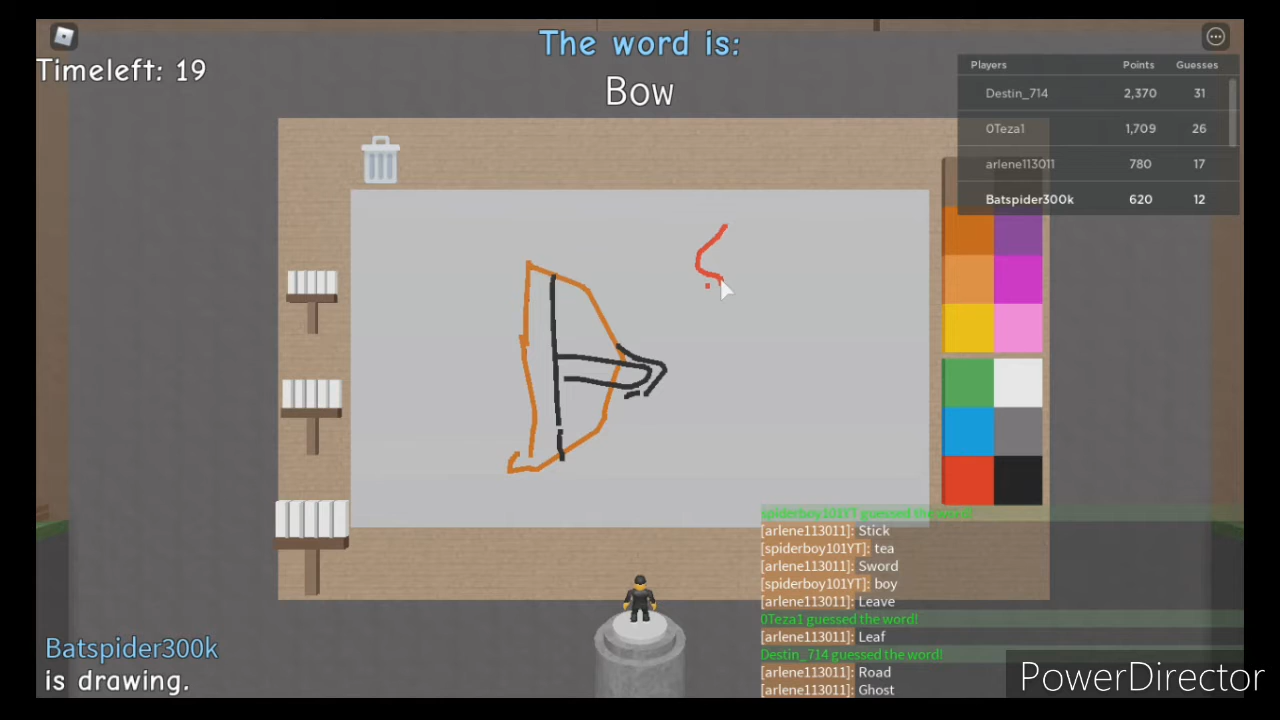 The word is:
Bow
Timeleft: 19
Players Points Guesses
Destin_714 2,370 31
0Teza1 1,709 26
arlene113011 780 17
Batspider300k 620 12
spiderboy101YT guessed the word!
[arlene113011]: Stick
[spiderboy101YT]: tea
[arlene113011]: Sword
[spiderboy101YT]: boy
[arlene113011]: Leave
0Teza1 guessed the word!
[arlene113011]: Leaf
Destin_714 guessed the word!
[arlene113011]: Road
[arlene113011]: Ghost
Batspider300k
is drawing.
PowerDirector